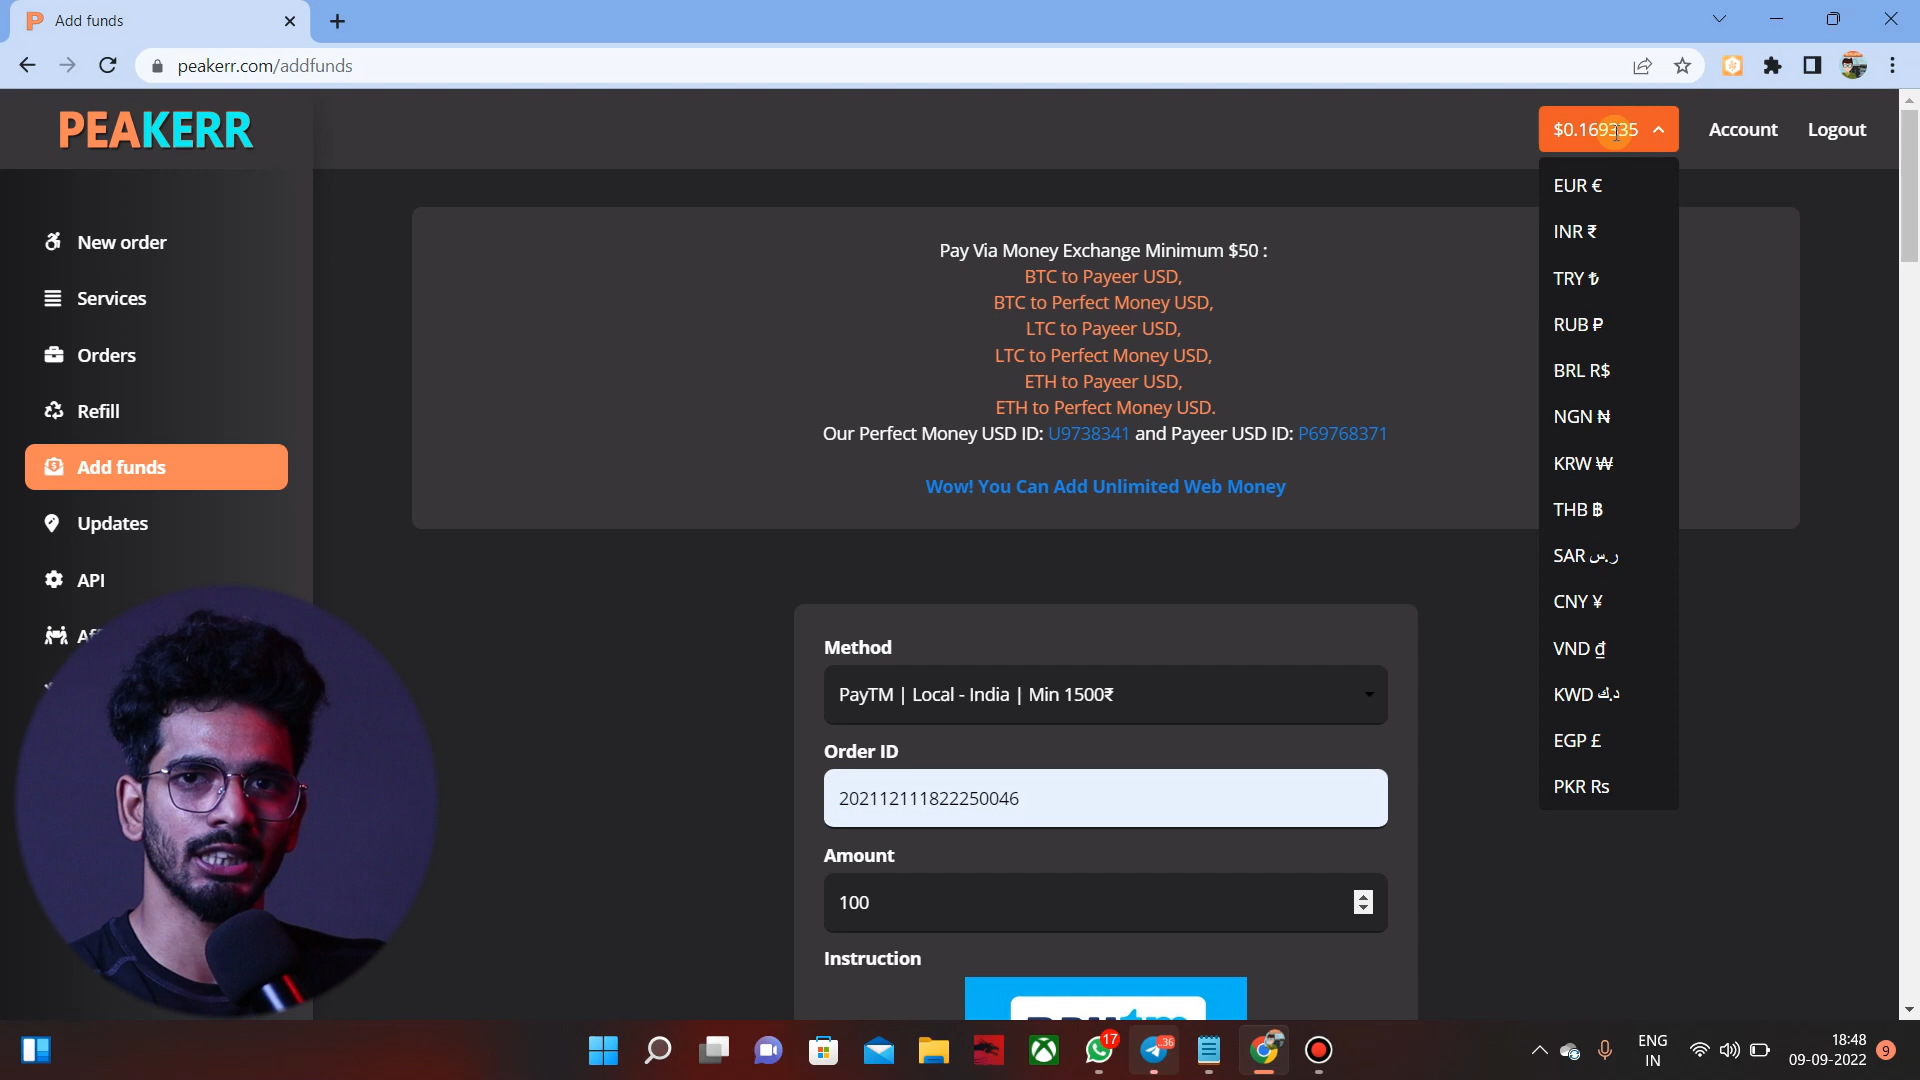 Add funds
peakerr.com/addfunds
PEAKERR
$0.169335
Account
Logout
EUR €
INR ₹
TRY ₺
RUB ₽
BRL R$
NGN ₦
KRW ₩
THB ฿
SAR ر.س
CNY ¥
VND ₫
KWD د.ك
EGP £
PKR Rs
New order
Services
Orders
Refill
Add funds
Updates
API
Pay Via Money Exchange Minimum $50 :
BTC to Payeer USD,
BTC to Perfect Money USD,
LTC to Payeer USD,
LTC to Perfect Money USD,
ETH to Payeer USD,
ETH to Perfect Money USD.
Our Perfect Money USD ID: U9738341 and Payeer USD ID: P69768371
Wow! You Can Add Unlimited Web Money
Method
PayTM | Local - India | Min 1500₹
Order ID
202112111822250046
Amount
100
Instruction
17
36
ENG
IN
18:48
09-09-2022
9